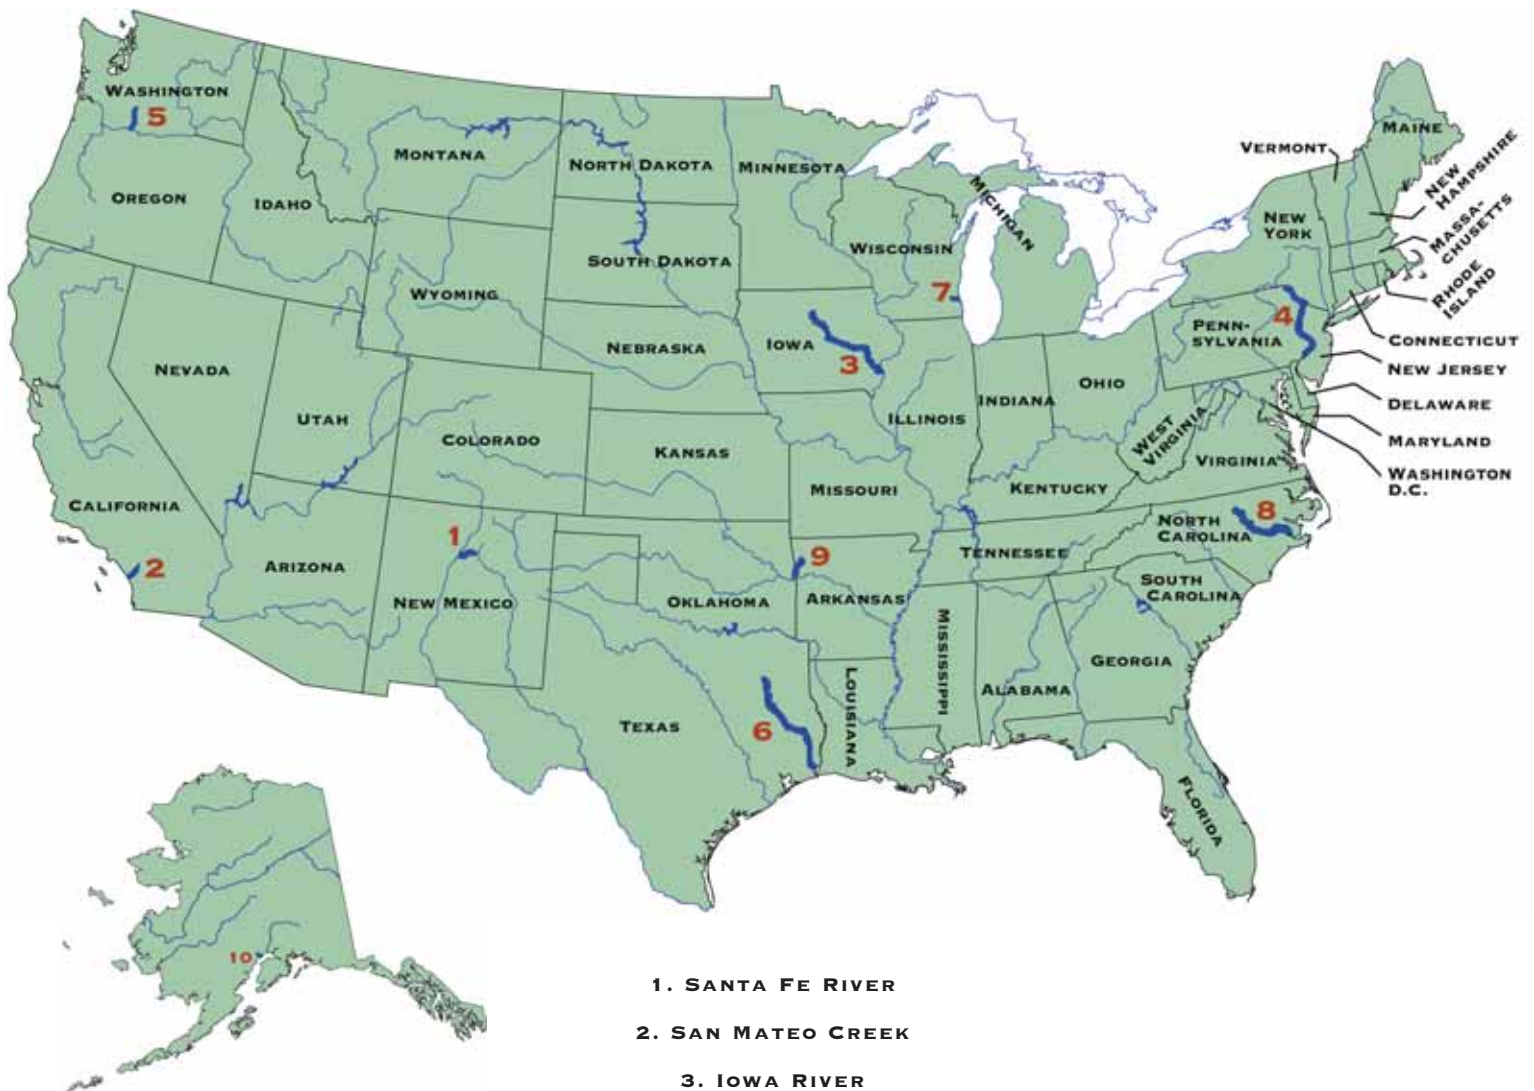 WASHINGTON
5
OREGON
IDAHO
MONTANA
NORTH DAKOTA
MINNESOTA
SOUTH DAKOTA
WYOMING
NEBRASKA
WISCONSIN
7
MICHIGAN
IOWA
3
NEVADA
UTAH
COLORADO
KANSAS
CALIFORNIA
2
ARIZONA
1
NEW MEXICO
OKLAHOMA
TEXAS
6
MISSOURI
9
ARKANSAS
LOUISIANA
MISSISSIPPI
ILLINOIS
INDIANA
OHIO
KENTUCKY
TENNESSEE
ALABAMA
GEORGIA
FLORIDA
SOUTH
CAROLINA
NORTH
CAROLINA
8
VIRGINIA
WEST
VIRGINIA
PENN-
SYLVANIA
4
NEW
YORK
VERMONT
MAINE
NEW
HAMPSHIRE
MASSA-
CHUSETTS
RHODE
ISLAND
CONNECTICUT
NEW JERSEY
DELAWARE
MARYLAND
WASHINGTON
D.C.
10
1. SANTA FE RIVER
2. SAN MATEO CREEK
3. IOWA RIVER